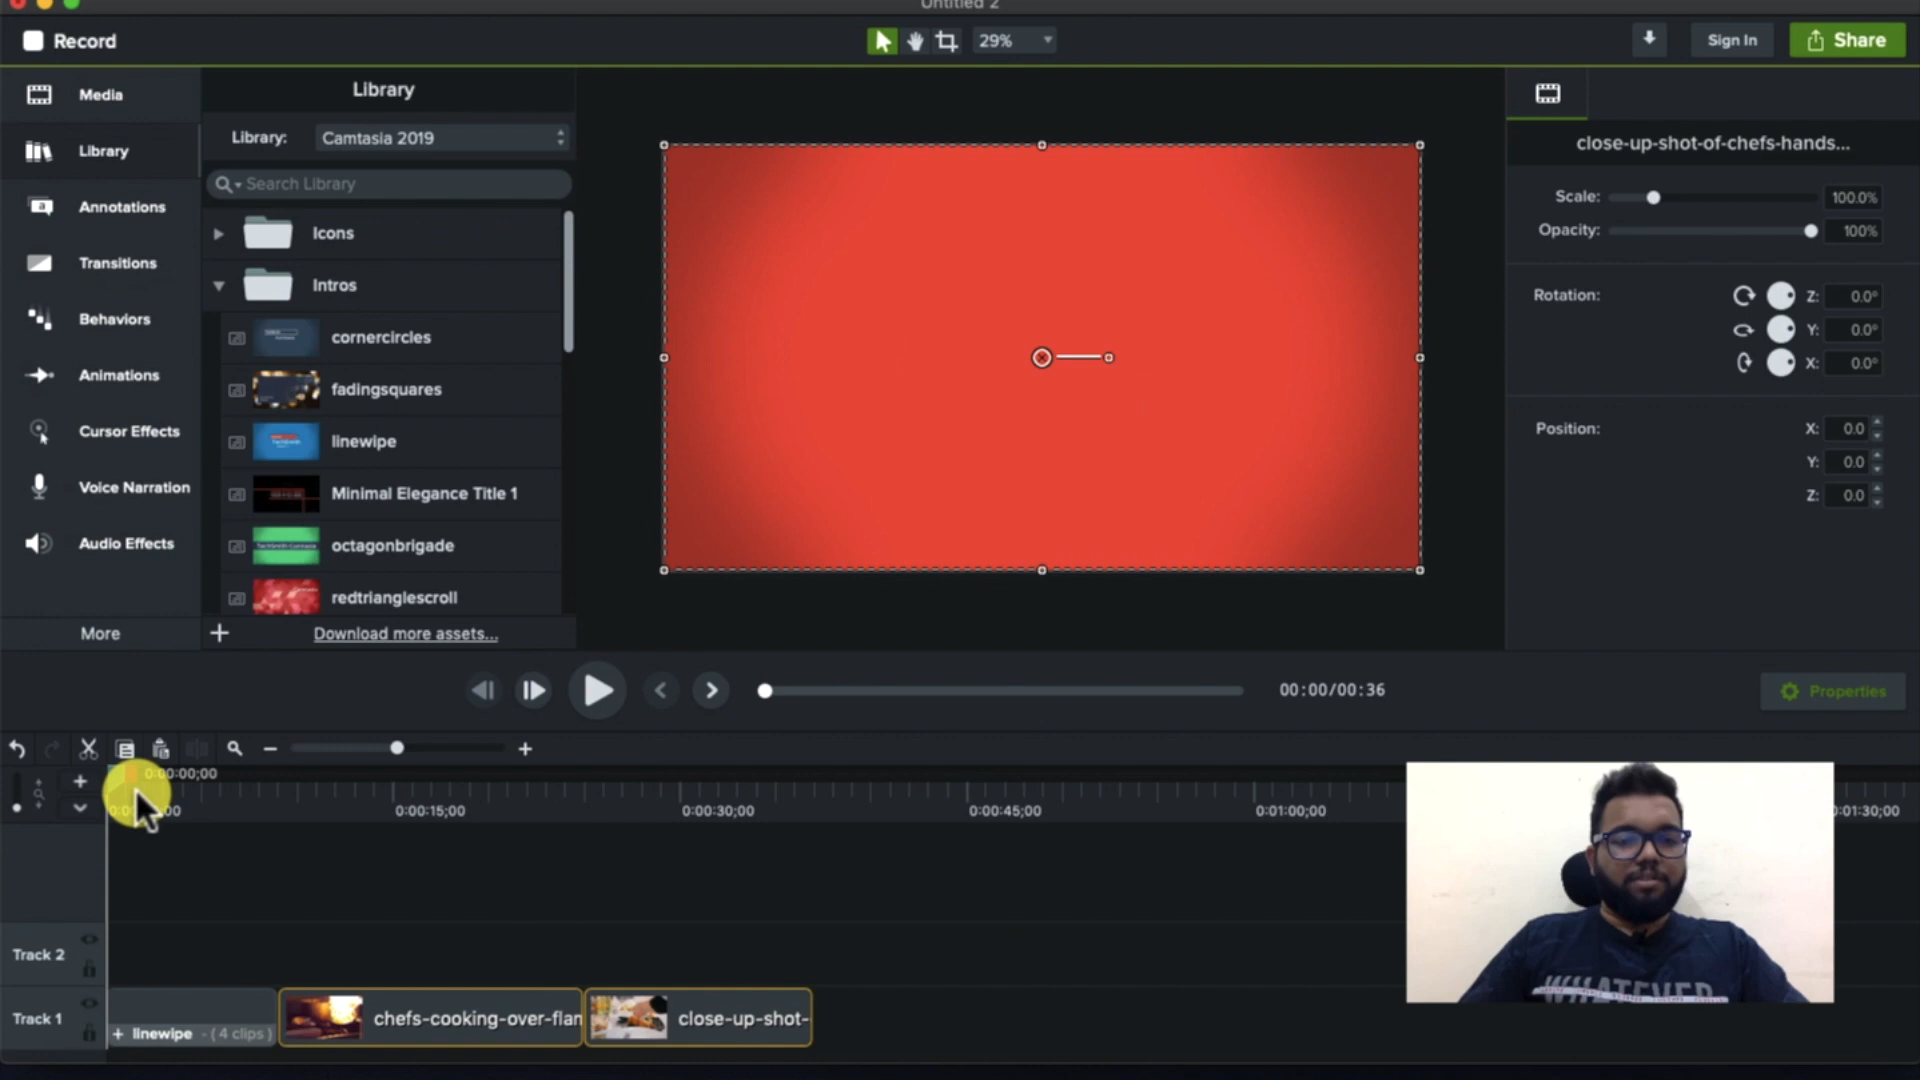 Untitled 2
Record
29%
Sign In
Share
Media
Library
Annotations
Transitions
Behaviors
Animations
Cursor Effects
Voice Narration
Audio Effects
More
Library
Library: Camtasia 2019
Search Library
Icons
Intros
cornercircles
fadingsquares
linewipe
Minimal Elegance Title 1
octagonbrigade
redtrianglescroll
Download more assets...
close-up-shot-of-chefs-hands...
Scale: 100.0%
Opacity: 100%
Rotation: Z: 0.0°
Y: 0.0°
X: 0.0°
Position: X: 0.0
Y: 0.0
Z: 0.0
00:00/00:36
Properties
0:00:00;00
0:00:15;00
0:00:30;00
0:00:45;00
0:01:00;00
0:01:30;00
Track 2
Track 1
+ linewipe - ( 4 clips )
chefs-cooking-over-flan
close-up-shot-
WHATEVER